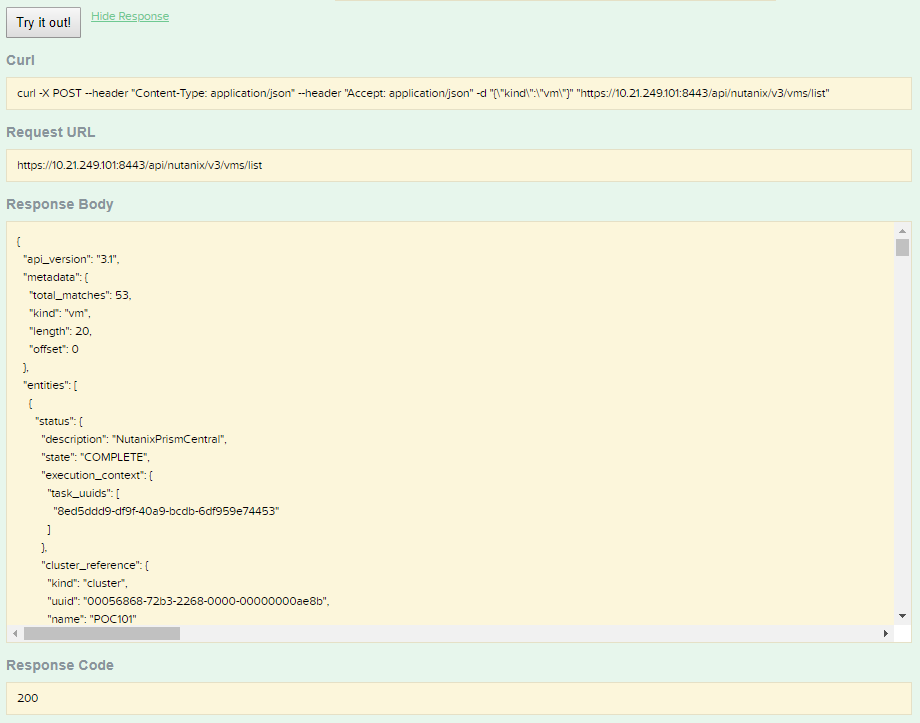 Try it out!
Hide Response
Curl
curl -X POST --header "Content-Type: application/json" --header "Accept: application/json" -d "{\"kind\":\"vm\"}" "https://10.21.249.101:8443/api/nutanix/v3/vms/list"
Request URL
https://10.21.249.101:8443/api/nutanix/v3/vms/list
Response Body
{
"api_version": "3.1",
"metadata": {
"total_matches": 53,
"kind": "vm",
"length": 20,
"offset": 0
},
"entities": [
{
"status": {
"description": "NutanixPrismCentral",
"state": "COMPLETE",
"execution_context": {
"task_uuids": [
"8ed5ddd9-df9f-40a9-bcdb-6df959e74453"
]
},
"cluster_reference": {
"kind": "cluster",
"uuid": "00056868-72b3-2268-0000-00000000ae8b",
"name": "POC101"
Response Code
200